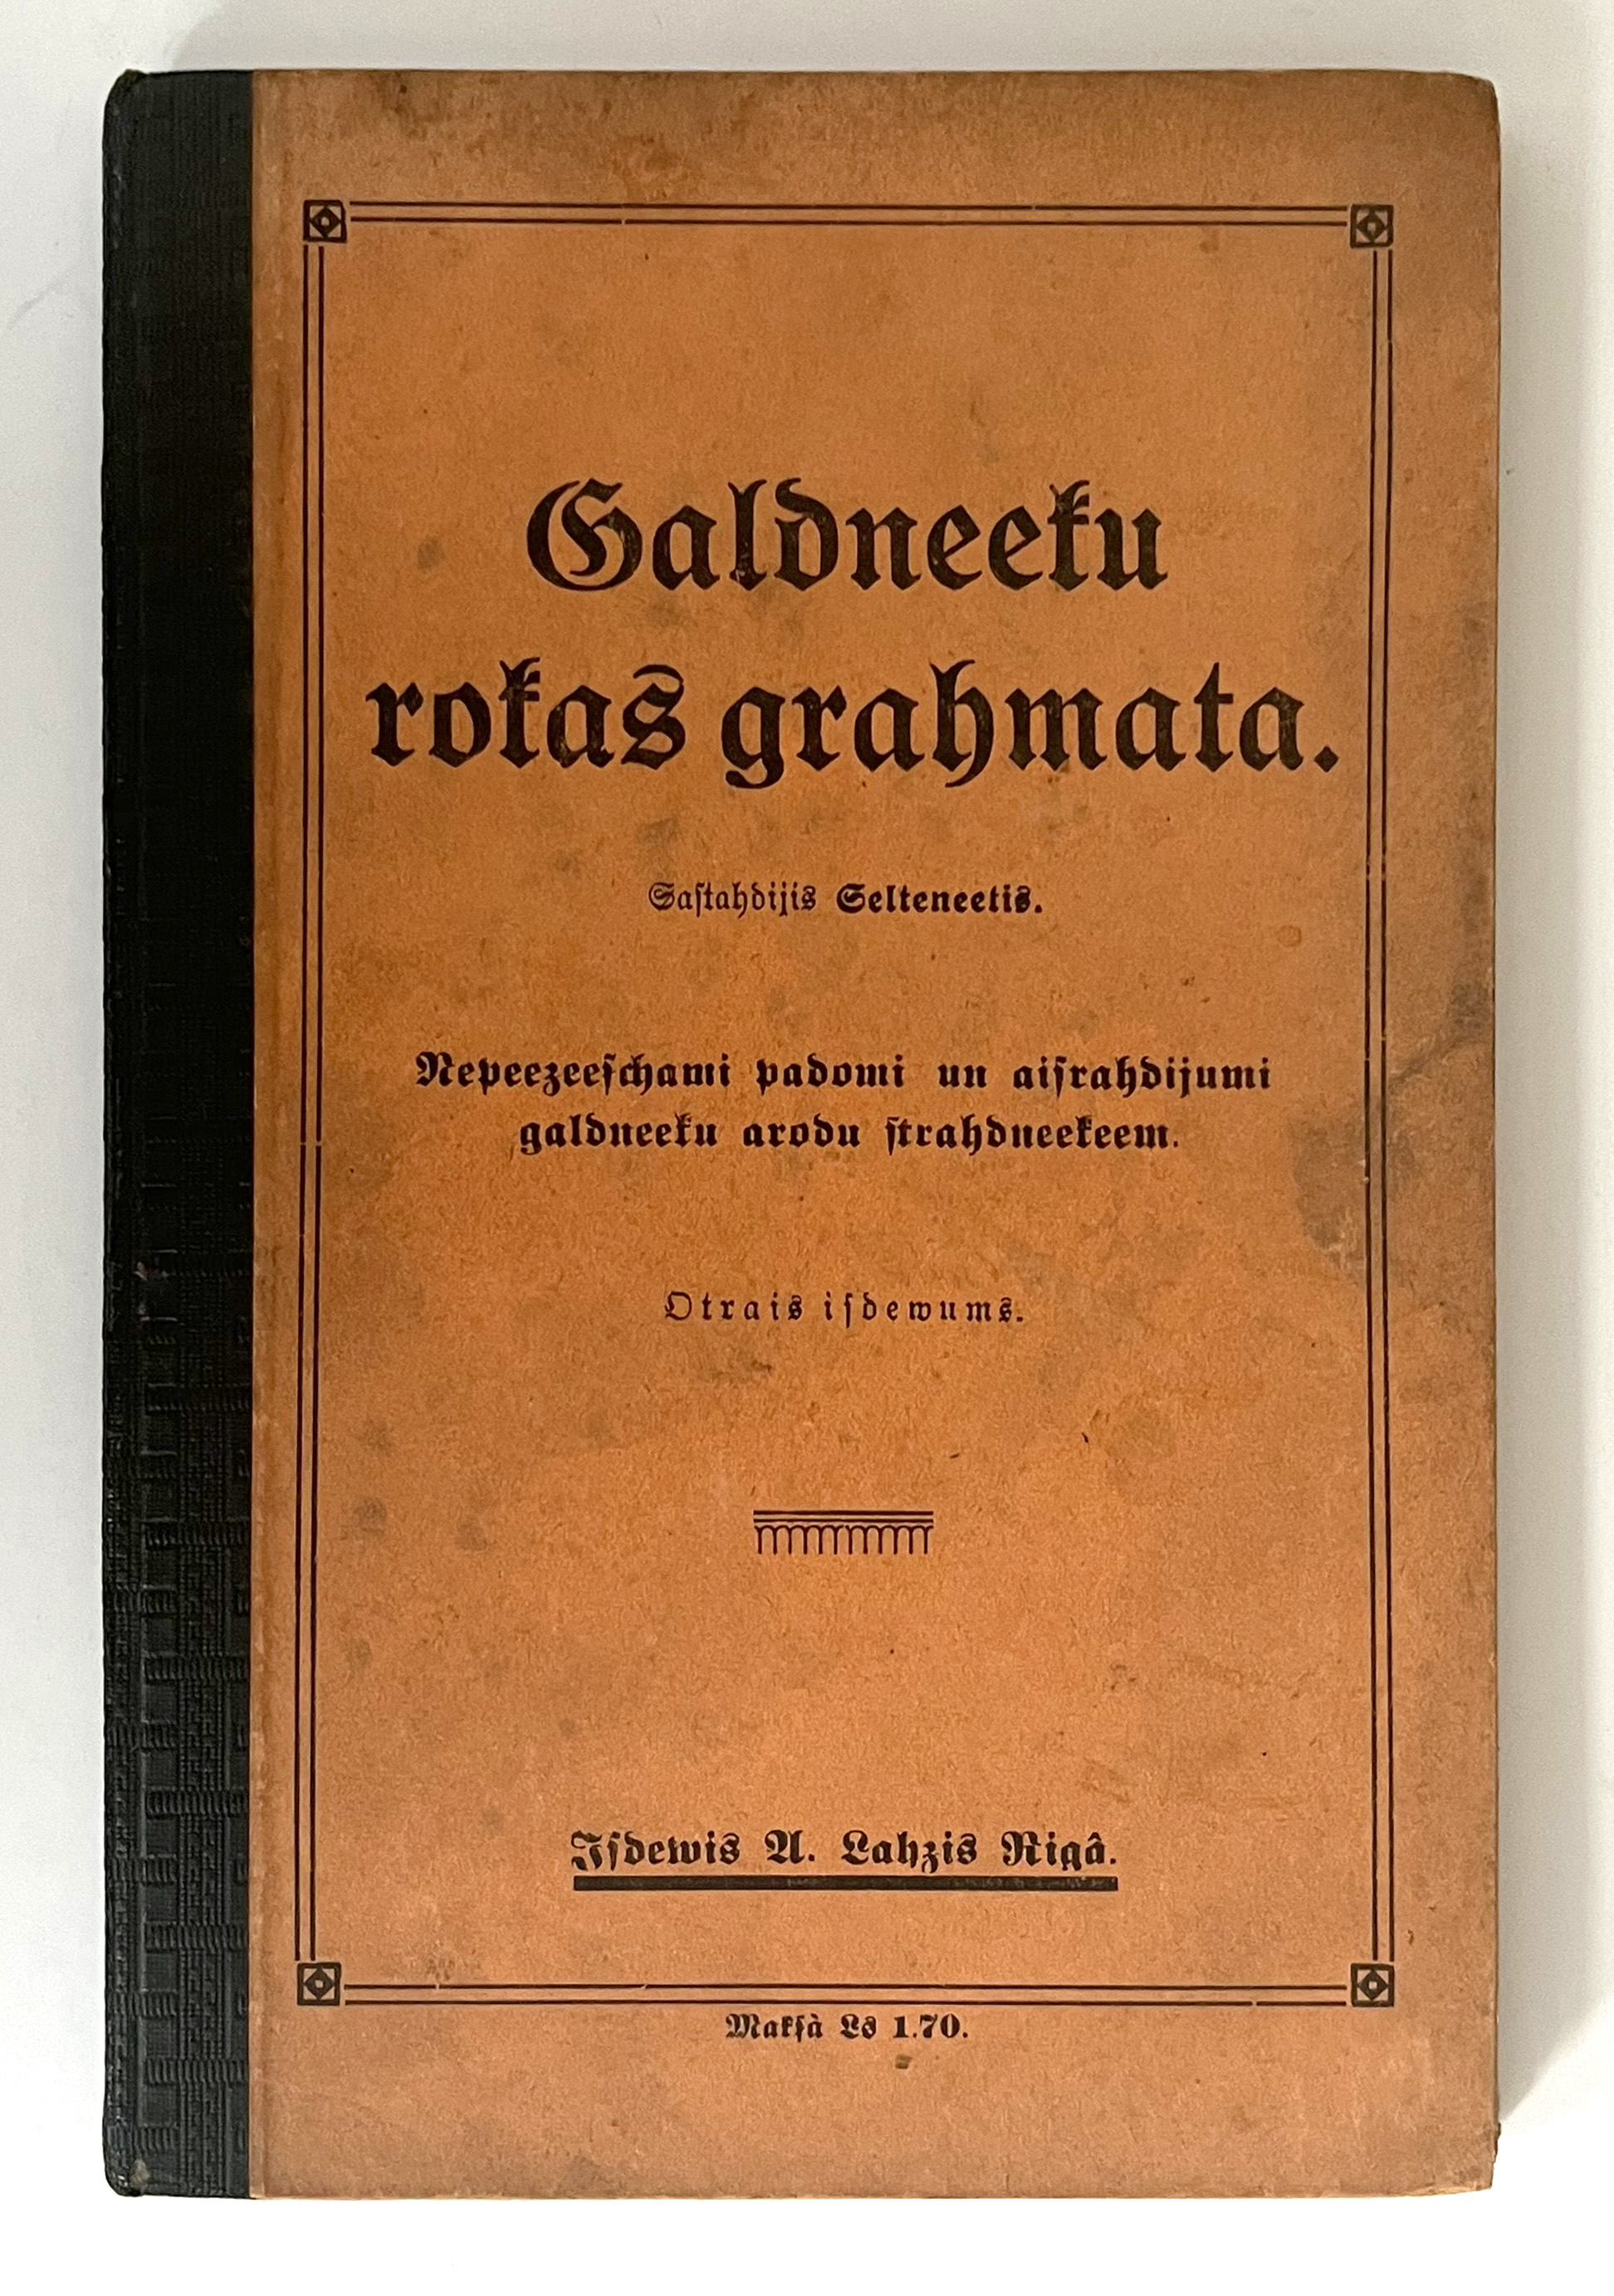 Galdneeku
rokas grahmata.
Saſtahdijis Selteneetis.
Nepeezeeſchami padomi un aiſrahdijumi
galdneeku arodu ſtrahdneekeem.
Otrais iſdewums.
Iſdewis A. Lahzis Rigâ.
Makſà Ls 1.70.